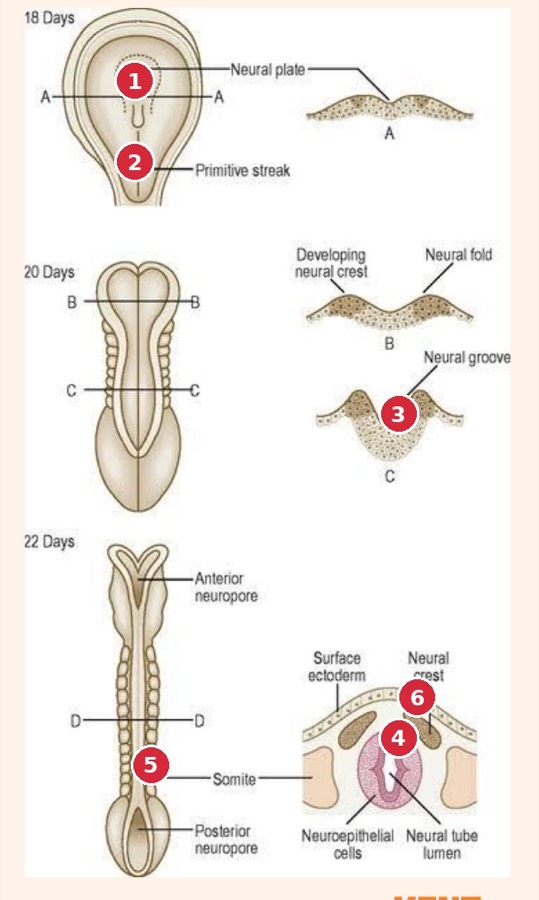 18 Days
1
Neural plate
A
A
A
2
Primitive streak
20 Days
Developing
neural crest
Neural fold
B
B
B
Neural groove
C
C
3
C
22 Days
Anterior
neuropore
Surface
ectoderm
Neural
crest
6
D
D
4
5
Somite
Posterior
neuropore
Neuroepithelial
cells
Neural tube
lumen